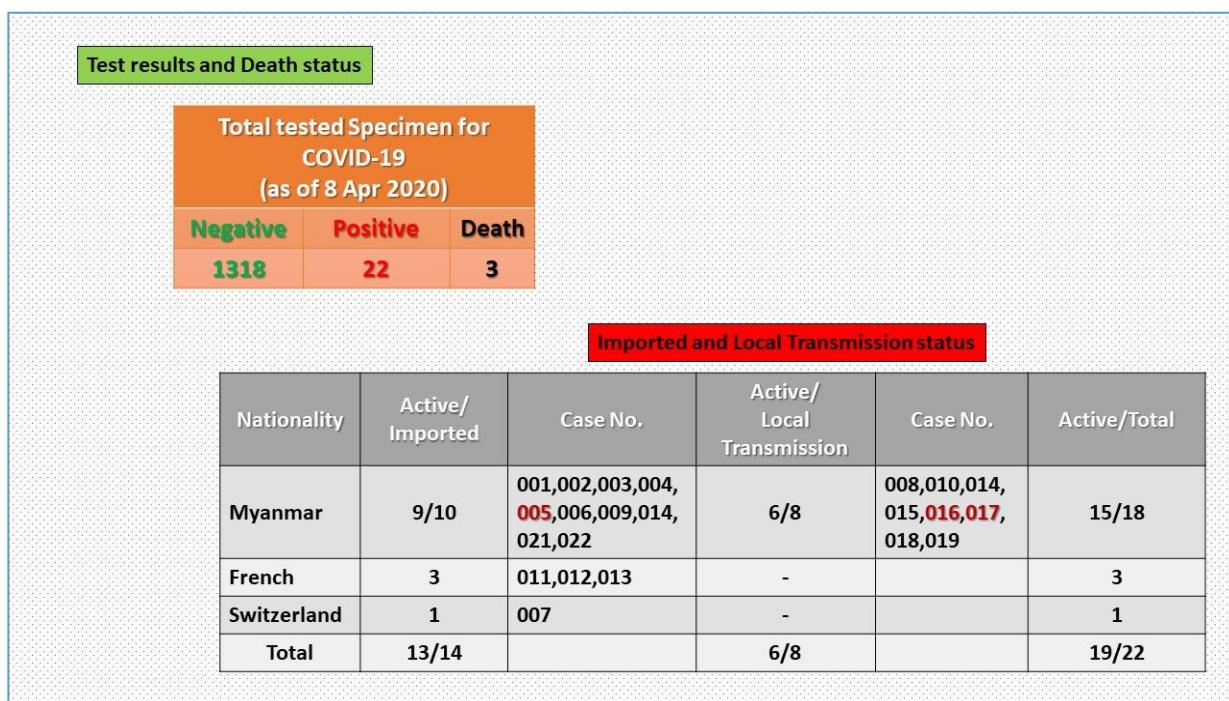 Test results and Death status
Total tested Specimen for
COVID-19
(as of 8 Apr 2020)
Negative Positive Death
1318 22 3
Imported and Local Transmission status
Nationality Active/ Imported Case No. Active/ Local Transmission Case No. Active/Total
Myanmar 9/10 001,002,003,004, 005,006,009,014, 021,022 6/8 008,010,014, 015,016,017, 018,019 15/18
French 3 011,012,013 - 3
Switzerland 1 007 - 1
Total 13/14 6/8 19/22